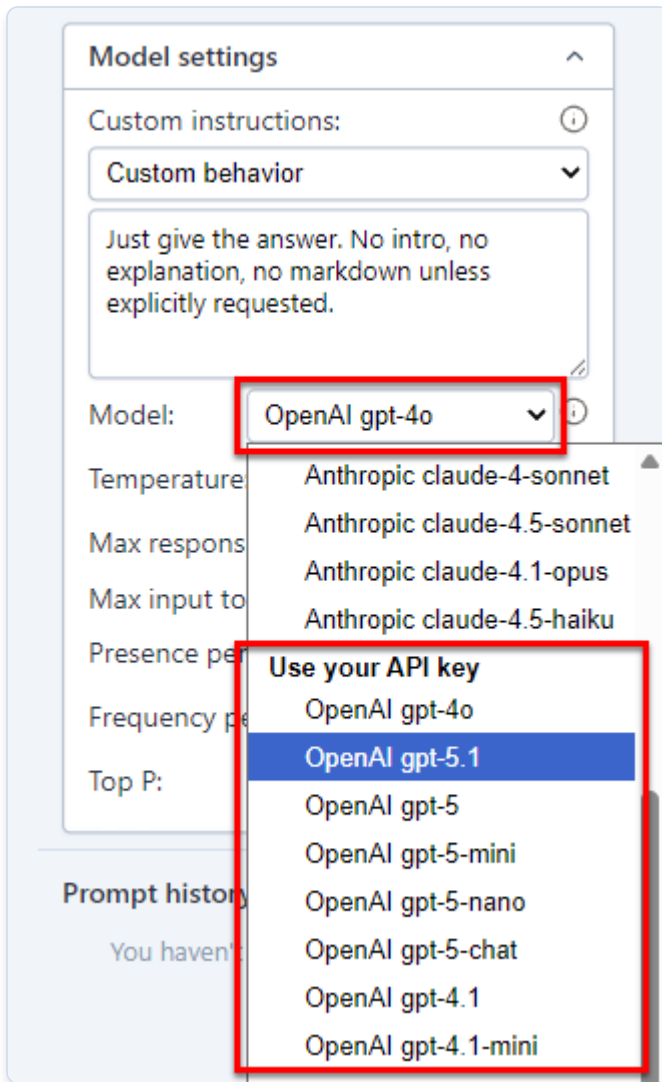 Model settings
Custom instructions:
Custom behavior
Just give the answer. No intro, no
explanation, no markdown unless
explicitly requested.
Model:
OpenAI gpt-4o
Temperature
Anthropic claude-4-sonnet
Anthropic claude-4.5-sonnet
Max respons
Anthropic claude-4.1-opus
Max input to
Anthropic claude-4.5-haiku
Presence per
Use your API key
OpenAI gpt-4o
Frequency pe
OpenAI gpt-5.1
Top P:
OpenAI gpt-5
OpenAI gpt-5-mini
Prompt history
OpenAI gpt-5-nano
You haven't
OpenAI gpt-5-chat
OpenAI gpt-4.1
OpenAI gpt-4.1-mini